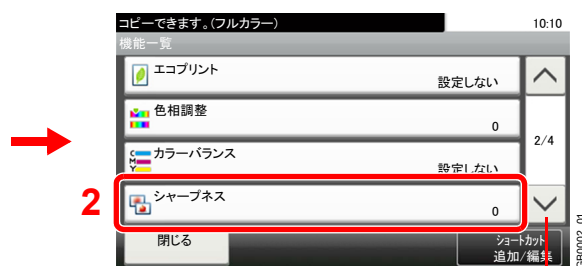 コピーできます。(フルカラー)
10:10
機能一覧
エコプリント
設定しない
色相調整
0
2/4
カラーバランス
C
M
Y
設定しない
2
シャープネス
0
閉じる
ショートカット
追加/編集